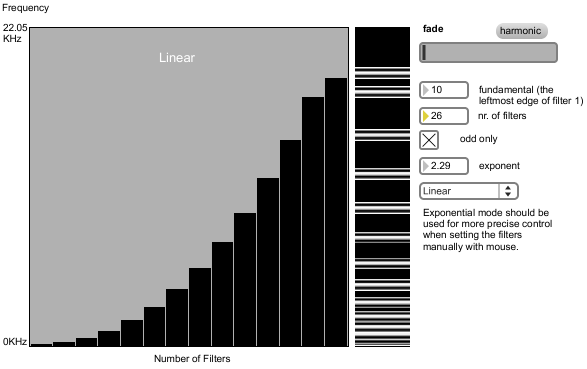 Frequency
22.05
KHz
Linear
0KHz
Number of Filters
fade
harmonic
10
fundamental (the
leftmost edge of filter 1)
26
nr. of filters
odd only
2.29
exponent
Linear
Exponential mode should be
used for more precise control
when setting the filters
manually with mouse.